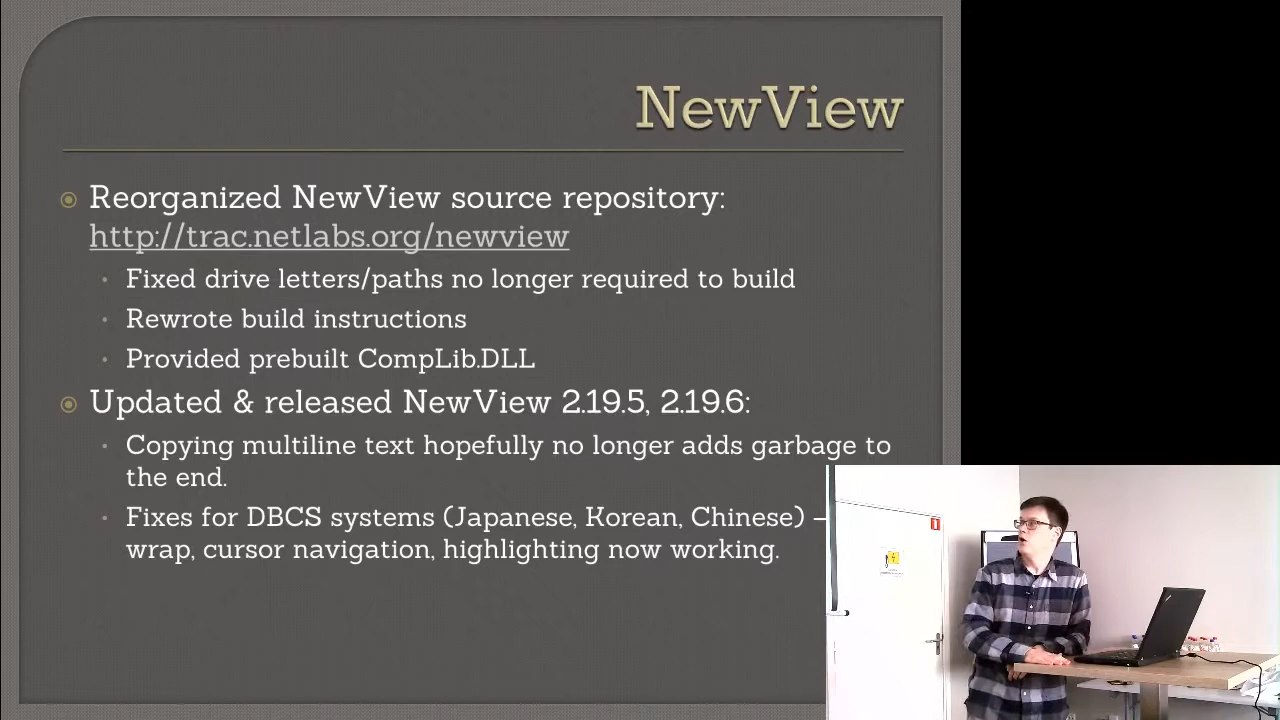 NewView
Reorganized NewView source repository:
http://trac.netlabs.org/newview
Fixed drive letters/paths no longer required to build
Rewrote build instructions
Provided prebuilt CompLib.DLL
Updated & released NewView 2.19.5, 2.19.6:
Copying multiline text hopefully no longer adds garbage to
the end.
Fixes for DBCS systems (Japanese, Korean, Chinese) –
wrap, cursor navigation, highlighting now working.